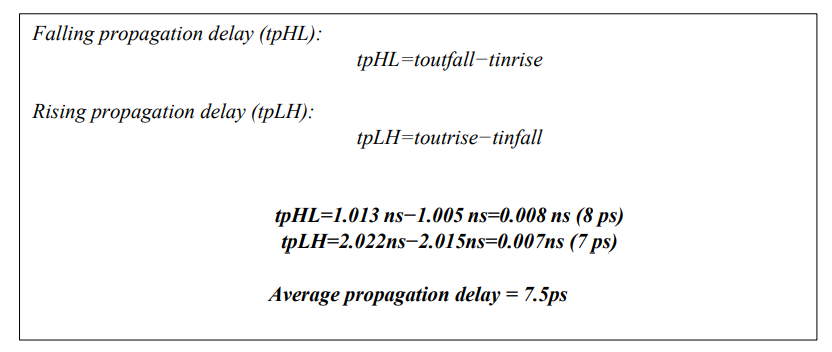 Falling propagation delay (tpHL):
tpHL=toutfall−tinrise
Rising propagation delay (tpLH):
tpLH=toutrise−tinfall
tpHL=1.013 ns−1.005 ns=0.008 ns (8 ps)
tpLH=2.022ns−2.015ns=0.007ns (7 ps)
Average propagation delay = 7.5ps